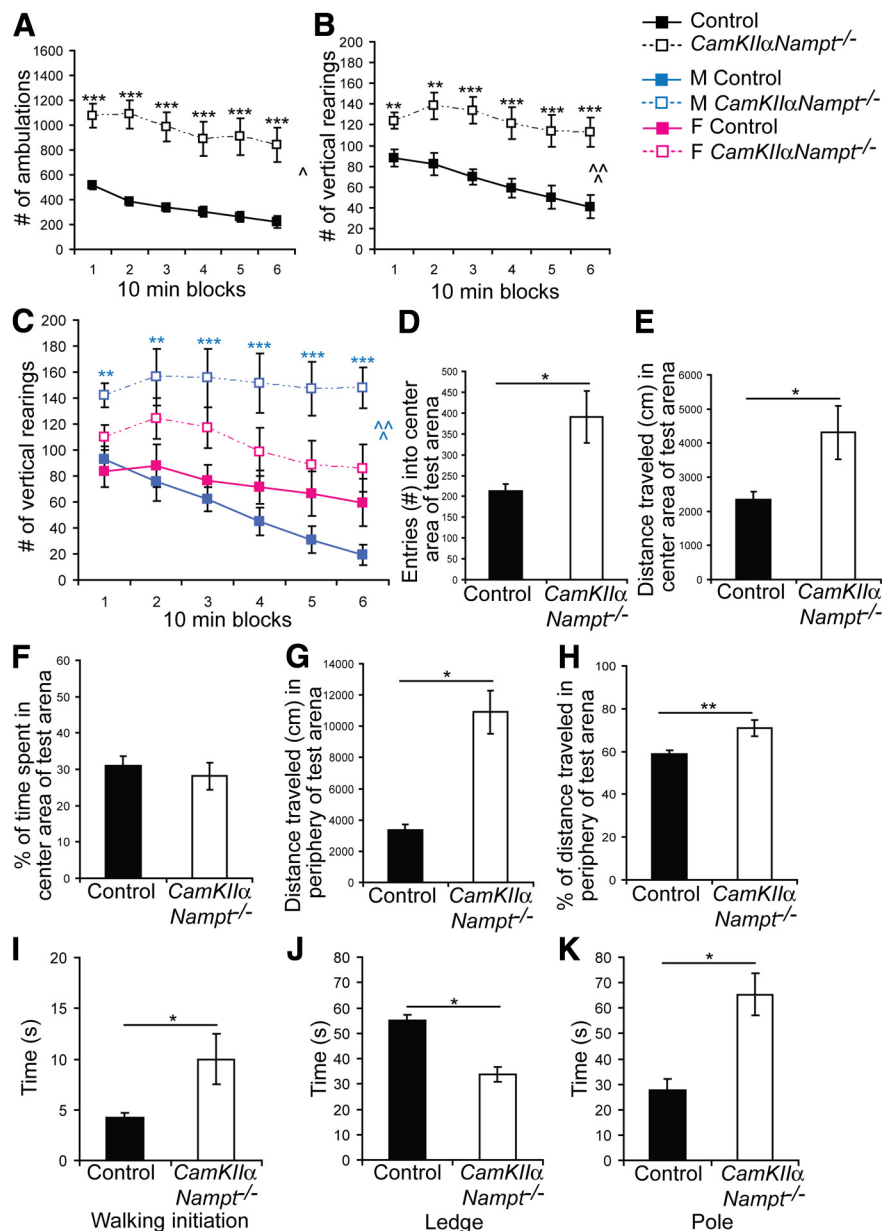 A
# of ambulations
1600
1400
1200
1000
800
600
400
200
0
*** *** *** *** *** ***
^
1 2 3 4 5 6
10 min blocks
B
# of vertical rearings
200
180
160
140
120
100
80
60
40
20
0
** ** *** *** *** ***
^^
^
1 2 3 4 5 6
10 min blocks
Control
CamKIIαNampt-/-
M Control
M CamKIIαNampt-/-
F Control
F CamKIIαNampt-/-
C
# of vertical rearings
200
180
160
140
120
100
80
60
40
20
0
** ** *** *** *** ***
^^
^
1 2 3 4 5 6
10 min blocks
D
Entries (#) into center
area of test arena
500
450
400
350
300
250
200
150
100
50
0
*
Control CamKIIα
Nampt-/-
E
Distance traveled (cm) in
center area of test arena
6000
5000
4000
3000
2000
1000
0
*
Control CamKIIα
Nampt-/-
F
% of time spent in
center area of test arena
60
50
40
30
20
10
0
Control CamKIIα
Nampt-/-
G
Distance traveled (cm) in
periphery of test arena
14000
12000
10000
8000
6000
4000
2000
0
*
Control CamKIIα
Nampt-/-
H
% of distance traveled in
periphery of test arena
100
80
60
40
20
0
**
Control CamKIIα
Nampt-/-
I
Time (s)
20
15
10
5
0
*
Control CamKIIα
Nampt-/-
Walking initiation
J
Time (s)
80
70
60
50
40
30
20
10
0
*
Control CamKIIα
Nampt-/-
Ledge
K
Time (s)
80
70
60
50
40
30
20
10
0
*
Control CamKIIα
Nampt-/-
Pole